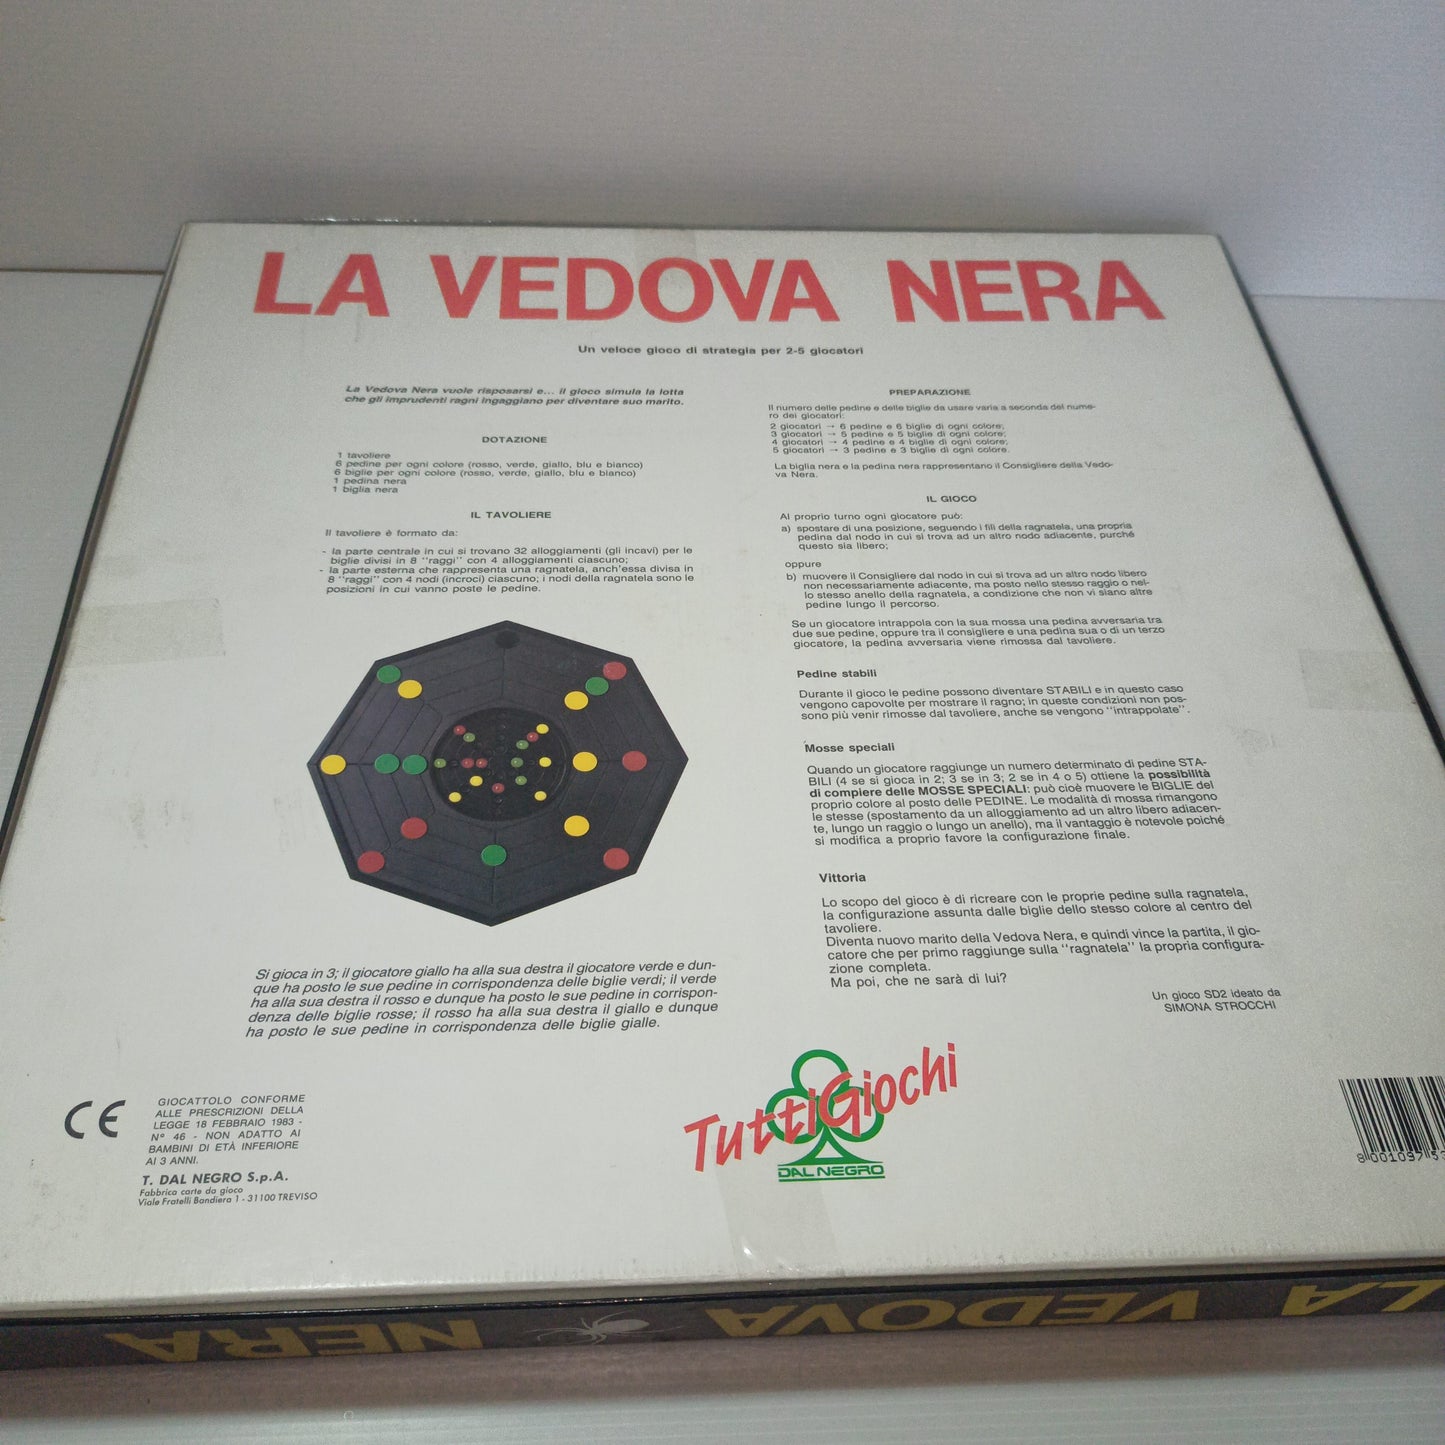 LA VEDOVA NERA
Un veloce gioco di strategia per 2-5 giocatori
La Vedova Nera vuole risposarsi e... il gioco simula la lotta
che gli imprudenti ragni ingaggiano per diventare suo marito.
DOTAZIONE
1 tavoliere
6 pedine per ogni colore (rosso, verde, giallo, blu e bianco)
6 biglie per ogni colore (rosso, verde, giallo, blu e bianco)
1 pedina nera
1 biglia nera
IL TAVOLIERE
Il tavoliere è formato da:
- la parte centrale in cui si trovano 32 alloggiamenti (gli incavi) per le
biglie divisi in 8 "raggi" con 4 alloggiamenti ciascuno;
- la parte esterna che rappresenta una ragnatela, anch'essa divisa in
8 "raggi" con 4 nodi (incroci) ciascuno; i nodi della ragnatela sono le
posizioni in cui vanno poste le pedine.
Si gioca in 3; il giocatore giallo ha alla sua destra il giocatore verde e dun-
que ha posto le sue pedine in corrispondenza delle biglie verdi; il verde
ha alla sua destra il rosso e dunque ha posto le sue pedine in corrispon-
denza delle biglie rosse; il rosso ha alla sua destra il giallo e dunque
ha posto le sue pedine in corrispondenza delle biglie gialle.
PREPARAZIONE
Il numero delle pedine e delle biglie da usare varia a seconda del nume-
ro dei giocatori:
2 giocatori → 6 pedine e 6 biglie di ogni colore;
3 giocatori → 5 pedine e 5 biglie di ogni colore;
4 giocatori → 4 pedine e 4 biglie di ogni colore;
5 giocatori → 3 pedine e 3 biglie di ogni colore.
La biglia nera e la pedina nera rappresentano il Consigliere della Vedo-
va Nera.
IL GIOCO
Al proprio turno ogni giocatore può:
a) spostare di una posizione, seguendo i fili della ragnatela, una propria
pedina dal nodo in cui si trova ad un altro nodo adiacente, purché
questo sia libero;
oppure
b) muovere il Consigliere dal nodo in cui si trova ad un altro nodo libero
non necessariamente adiacente, ma posto nello stesso raggio o nel-
lo stesso anello della ragnatela, a condizione che non vi siano altre
pedine lungo il percorso.
Se un giocatore intrappola con la sua mossa una pedina avversaria tra
due sue pedine, oppure tra il consigliere e una pedina sua o di un terzo
giocatore, la pedina avversaria viene rimossa dal tavoliere.
Pedine stabili
Durante il gioco le pedine possono diventare STABILI e in questo caso
vengono capovolte per mostrare il ragno; in queste condizioni non pos-
sono più venir rimosse dal tavoliere, anche se vengono "intrappolate".
Mosse speciali
Quando un giocatore raggiunge un numero determinato di pedine STA-
BILI (4 se si gioca in 2; 3 se in 3; 2 se in 4 o 5) ottiene la possibilità
di compiere delle MOSSE SPECIALI: può cioè muovere le BIGLIE del
proprio colore al posto delle PEDINE. Le modalità di mossa rimangono
le stesse (spostamento da un alloggiamento ad un altro libero adiacen-
te, lungo un raggio o lungo un anello), ma il vantaggio è notevole poiché
si modifica a proprio favore la configurazione finale.
Vittoria
Lo scopo del gioco è di ricreare con le proprie pedine sulla ragnatela,
la configurazione assunta dalle biglie dello stesso colore al centro del
tavoliere.
Diventa nuovo marito della Vedova Nera, e quindi vince la partita, il gio-
catore che per primo raggiunge sulla "ragnatela" la propria configura-
zione completa.
Ma poi, che ne sarà di lui?
Un gioco SD2 ideato da
SIMONA STROCCHI
CE
GIOCATTOLO CONFORME
ALLE PRESCRIZIONI DELLA
LEGGE 18 FEBBRAIO 1983 -
N° 46 - NON ADATTO AI
BAMBINI DI ETÀ INFERIORE
AI 3 ANNI.
T. DAL NEGRO S.p.A.
Fabbrica carte da gioco
Viale Fratelli Bandiera 1 - 31100 TREVISO
TuttiGiochi
DAL NEGRO
8 001097 5
LA VEDOVA NERA